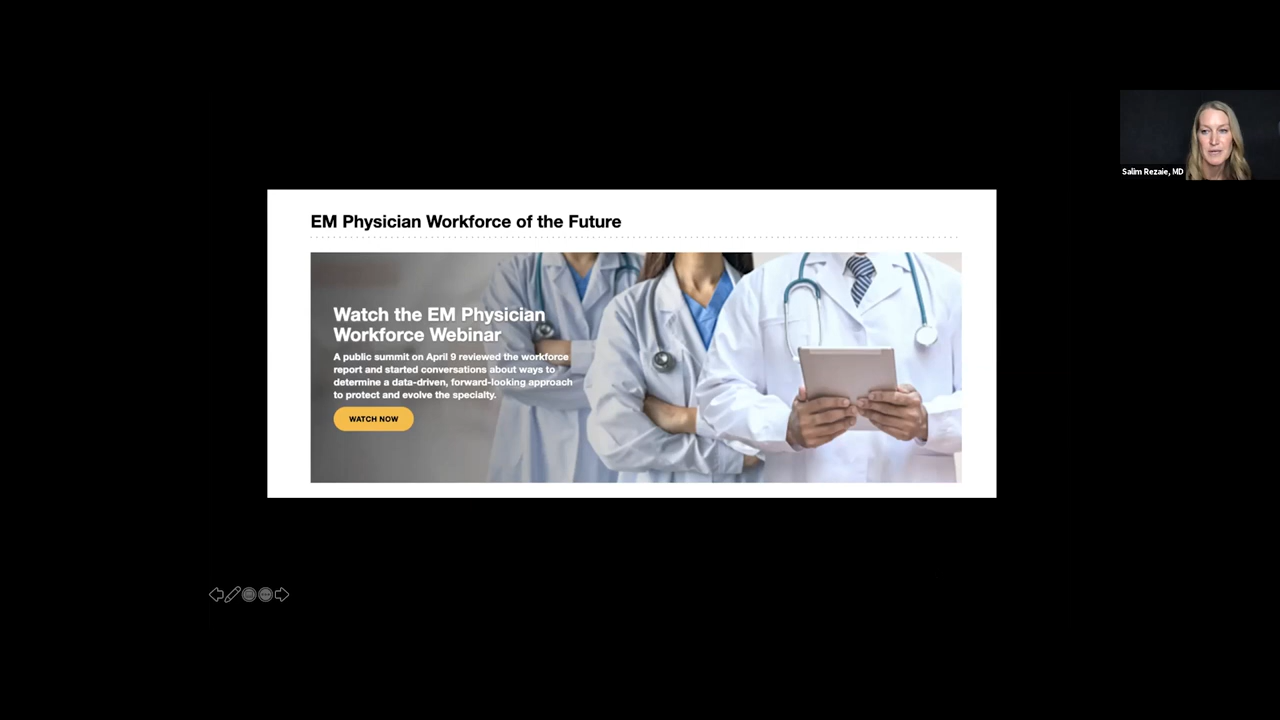 EM Physician Workforce of the Future
Watch the EM Physician
Workforce Webinar
A public summit on April 9 reviewed the workforce
report and started conversations about ways to
determine a data-driven, forward-looking approach
to protect and evolve the specialty.
WATCH NOW
Salim Rezaie, MD